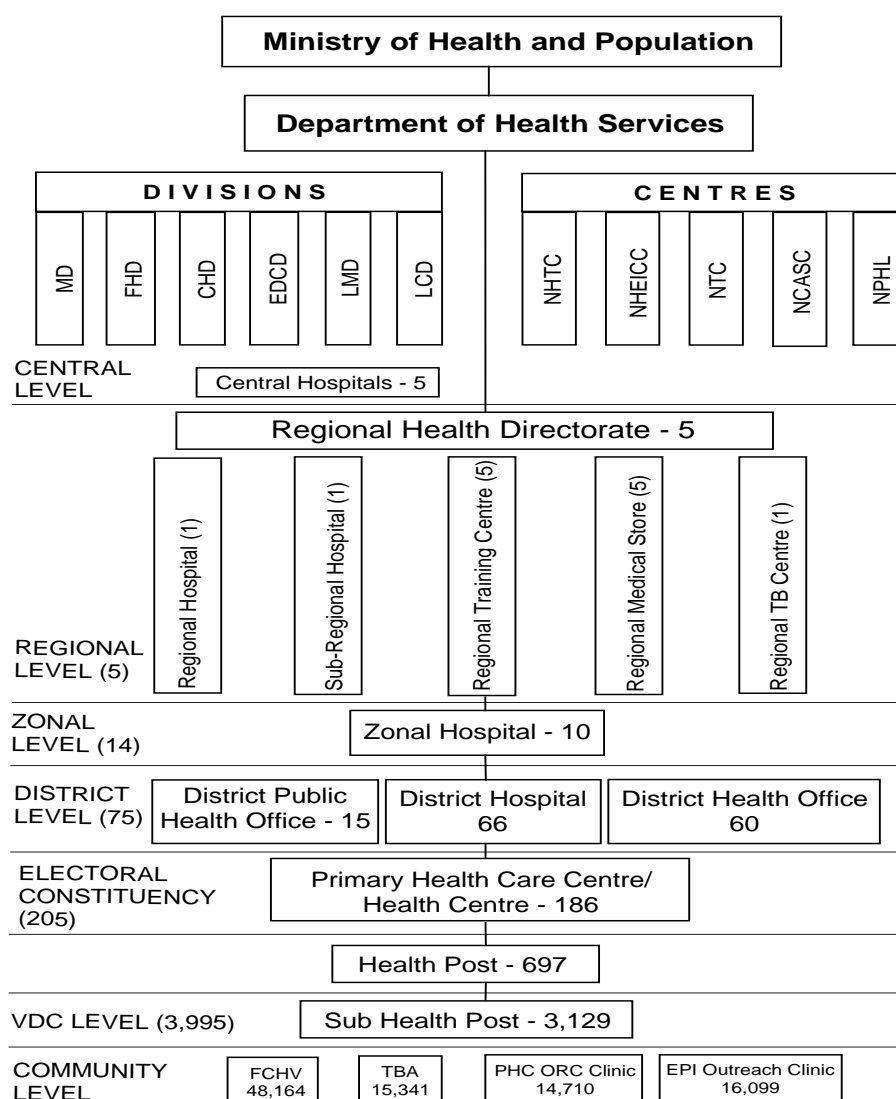 Ministry of Health and Population
Department of Health Services
DIVISIONS
CENTRES
MD
FHD
CHD
EDCD
LMD
LCD
NHTC
NHEICC
NTC
NCASC
NPHL
CENTRAL
LEVEL
Central Hospitals - 5
Regional Health Directorate - 5
Regional Hospital (1)
Sub-Regional Hospital (1)
Regional Training Centre (5)
Regional Medical Store (5)
Regional TB Centre (1)
REGIONAL
LEVEL (5)
ZONAL
LEVEL (14)
Zonal Hospital - 10
DISTRICT
LEVEL (75)
District Public
Health Office - 15
District Hospital
66
District Health Office
60
ELECTORAL
CONSTITUENCY
(205)
Primary Health Care Centre/
Health Centre - 186
Health Post - 697
VDC LEVEL (3,995)
Sub Health Post - 3,129
COMMUNITY
LEVEL
FCHV
48,164
TBA
15,341
PHC ORC Clinic
14,710
EPI Outreach Clinic
16,099